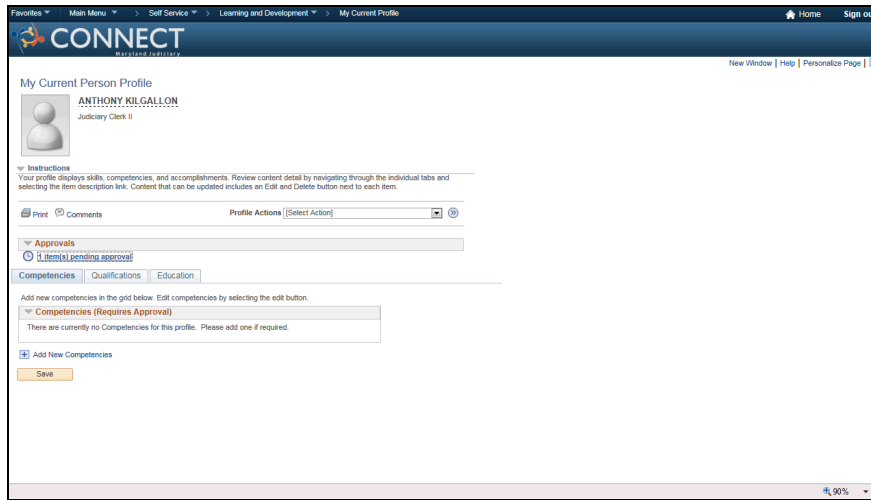 Favorites Main Menu > Self Service > Learning and Development > My Current Profile Home Sign ou
CONNECT
Maryland Judiciary
New Window | Help | Personalize Page |
My Current Person Profile
ANTHONY KILGALLON
Judiciary Clerk II
Instructions
Your profile displays skills, competencies, and accomplishments. Review content detail by navigating through the individual tabs and
selecting the item description link. Content that can be updated includes an Edit and Delete button next to each item.
Print Comments Profile Actions [Select Action]
Approvals
1 item(s) pending approval
Competencies Qualifications Education
Add new competencies in the grid below. Edit competencies by selecting the edit button.
Competencies (Requires Approval)
There are currently no Competencies for this profile. Please add one if required.
Add New Competencies
Save
90%